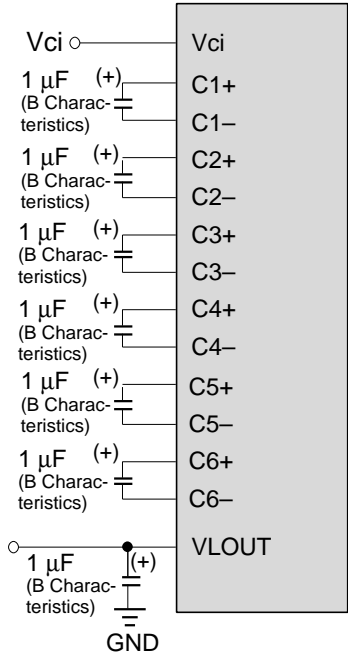 Vci Vci
1 µF (+) C1+
(B Charac-
teristics) C1–
1 µF (+) C2+
(B Charac-
teristics) C2–
1 µF (+) C3+
(B Charac-
teristics) C3–
1 µF (+) C4+
(B Charac-
teristics) C4–
1 µF (+) C5+
(B Charac-
teristics) C5–
1 µF (+) C6+
(B Charac-
teristics) C6–
VLOUT
1 µF (+)
(B Charac-
teristics)
GND